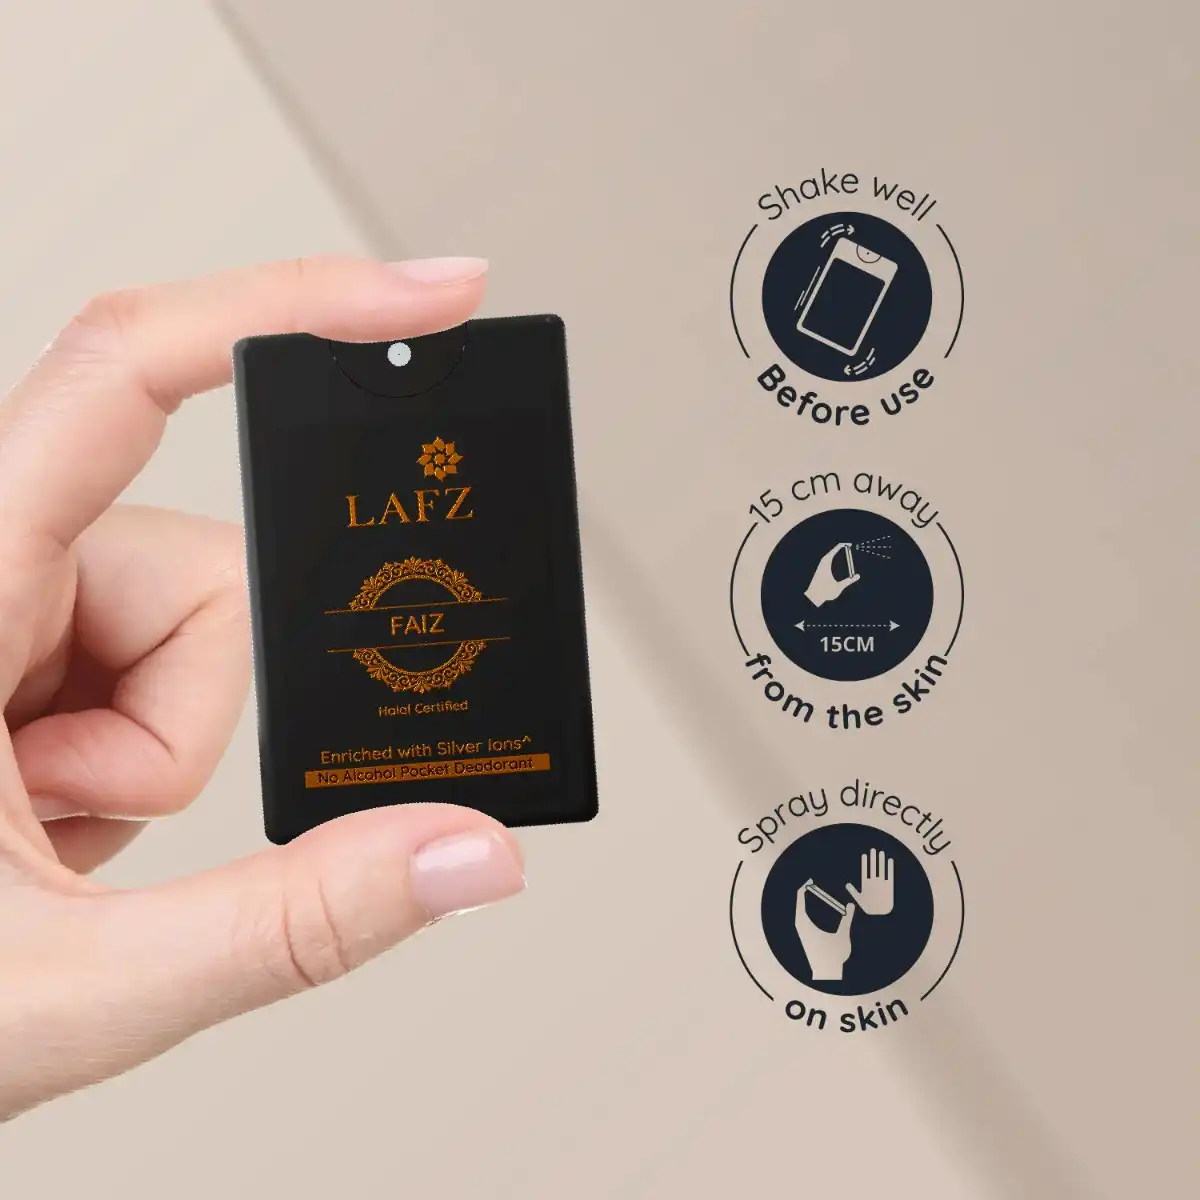 LAFZ
FAIZ
Halal Certified
Enriched with Silver Ions^
No Alcohol Pocket Deodorant
Shake well
Before use
15 cm away
15CM
from the skin
Spray directly
on skin